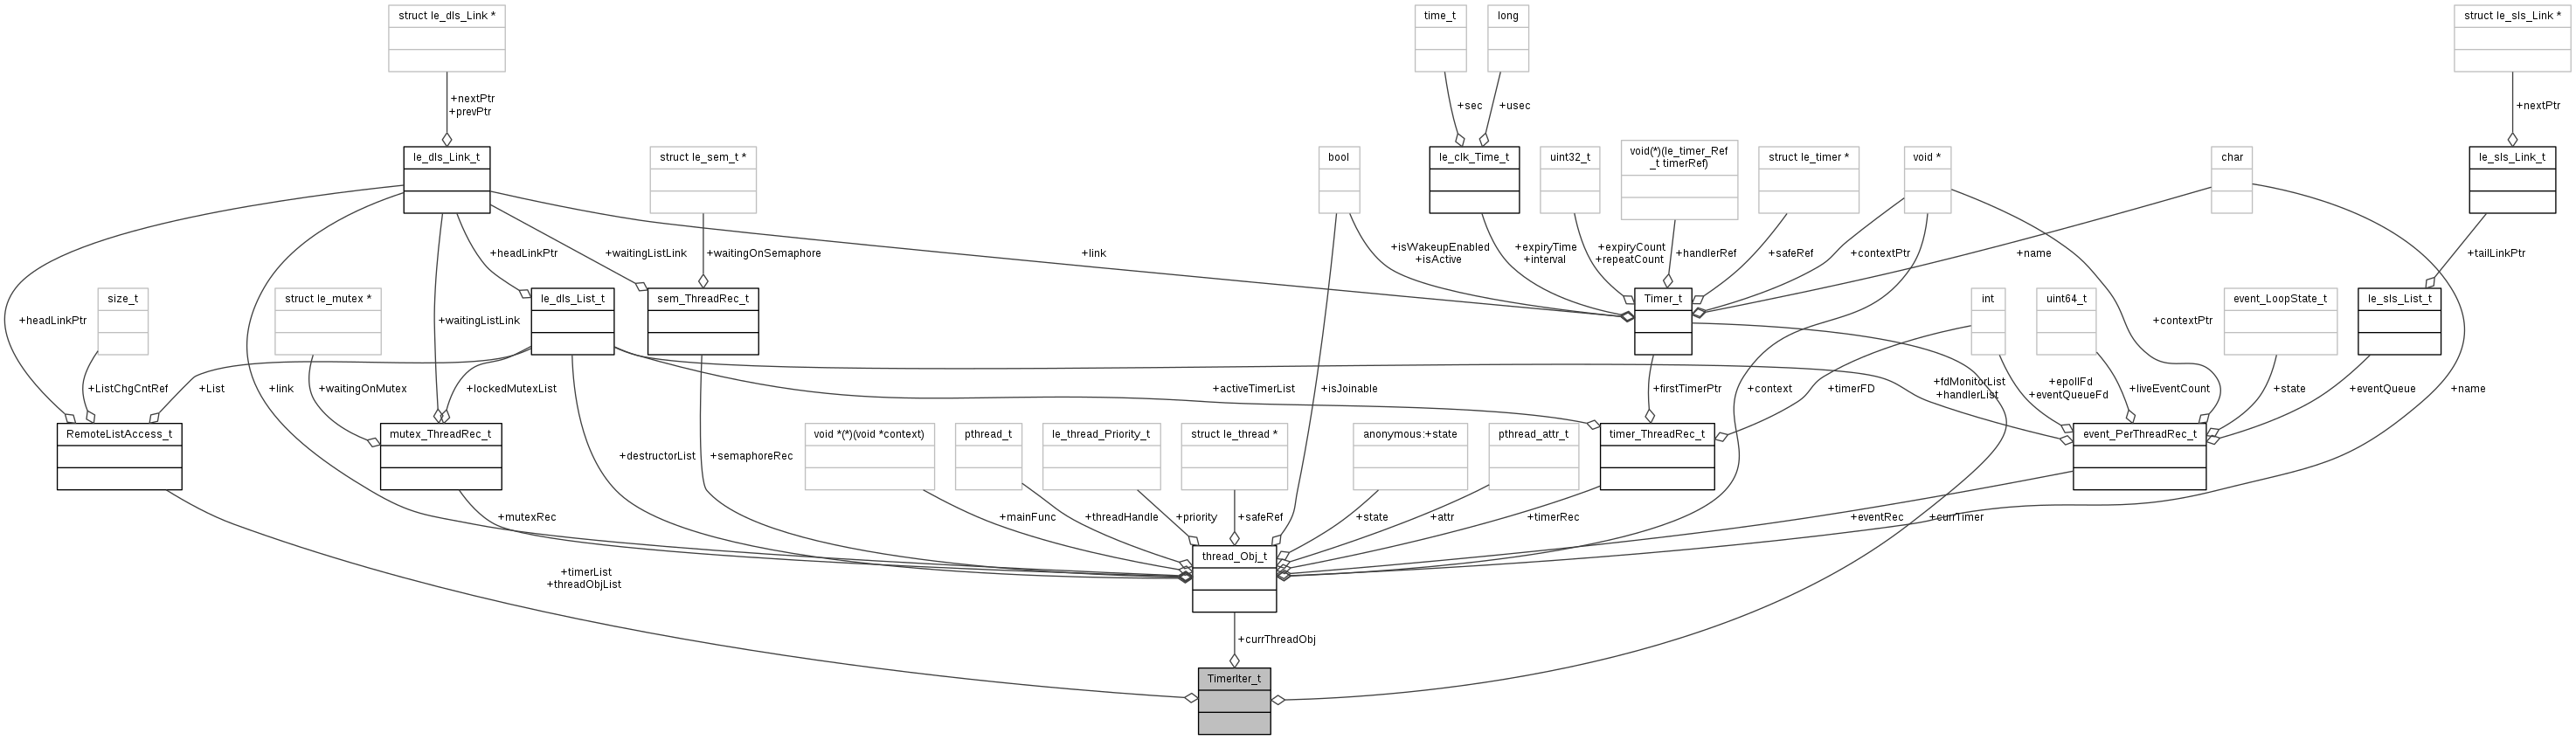 struct le_dls_Link *
time_t
long
struct le_sls_Link *
+nextPtr
+prevPtr
+sec
+usec
+nextPtr
le_dls_Link_t
struct le_sem_t *
bool
le_clk_Time_t
uint32_t
void(*)(le_timer_Ref
_t timerRef)
struct le_timer *
void *
char
le_sls_Link_t
+headLinkPtr
+waitingListLink
+waitingOnSemaphore
+link
+isWakeupEnabled
+isActive
+expiryTime
+interval
+expiryCount
+repeatCount
+handlerRef
+safeRef
+contextPtr
+name
+tailLinkPtr
size_t
struct le_mutex *
le_dls_List_t
sem_ThreadRec_t
Timer_t
int
uint64_t
event_LoopState_t
le_sls_List_t
+headLinkPtr
+waitingListLink
+contextPtr
+ListChgCntRef
+List
+waitingOnMutex
+lockedMutexList
+link
+activeTimerList
+isJoinable
+firstTimerPtr
+context
+timerFD
+fdMonitorList
+handlerList
+epollFd
+eventQueueFd
+liveEventCount
+state
+eventQueue
+name
RemoteListAccess_t
mutex_ThreadRec_t
void *(*)(void *context)
pthread_t
le_thread_Priority_t
struct le_thread *
anonymous:+state
pthread_attr_t
timer_ThreadRec_t
event_PerThreadRec_t
+destructorList
+semaphoreRec
+mutexRec
+mainFunc
+threadHandle
+priority
+safeRef
+state
+attr
+timerRec
+eventRec
+currTimer
thread_Obj_t
+timerList
+threadObjList
+currThreadObj
TimerIter_t